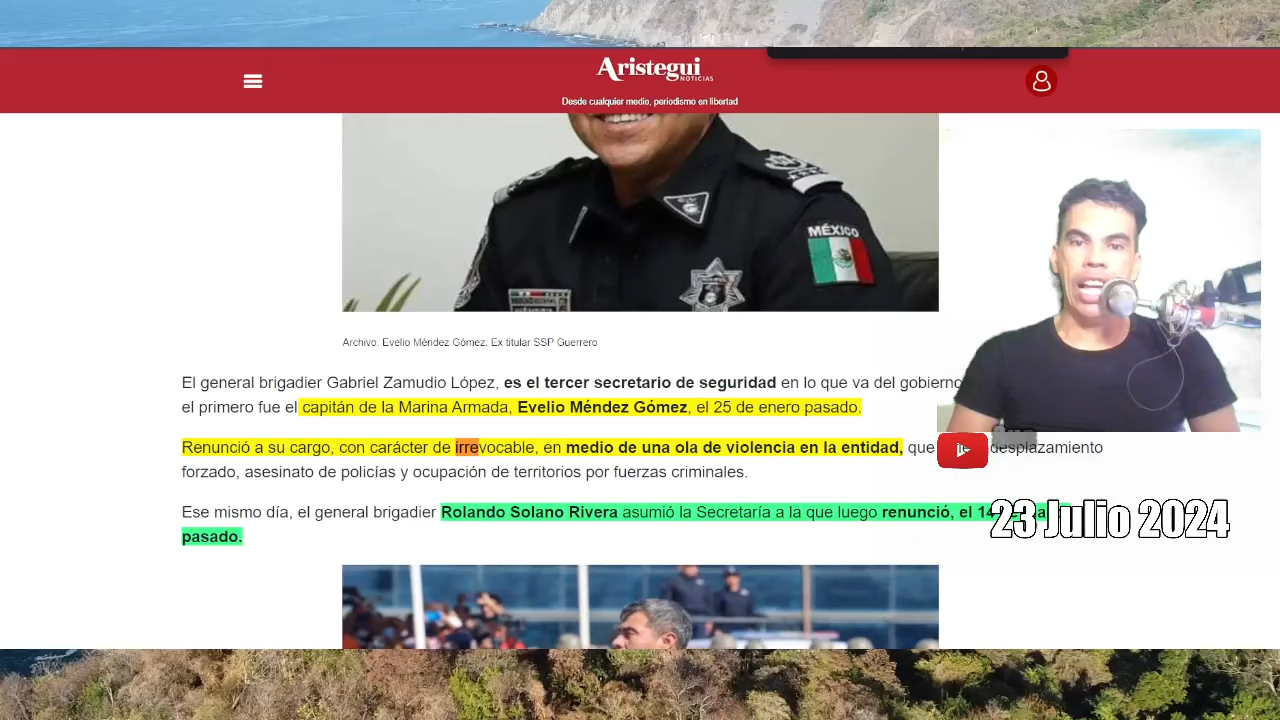 Aristegui
NOTICIAS
Desde cualquier medio, periodismo en libertad
MÉXICO
Archivo. Evelio Méndez Gómez. Ex titular SSP Guerrero
El general brigadier Gabriel Zamudio López, es el tercer secretario de seguridad en lo que va del gobierno
el primero fue el capitán de la Marina Armada, Evelio Méndez Gómez, el 25 de enero pasado.
Renunció a su cargo, con carácter de irrevocable, en medio de una ola de violencia en la entidad, que desplazamiento
forzado, asesinato de policías y ocupación de territorios por fuerzas criminales.
Ese mismo día, el general brigadier Rolando Solano Rivera asumió la Secretaría a la que luego renunció, el 14
pasado.
23 Julio 2024